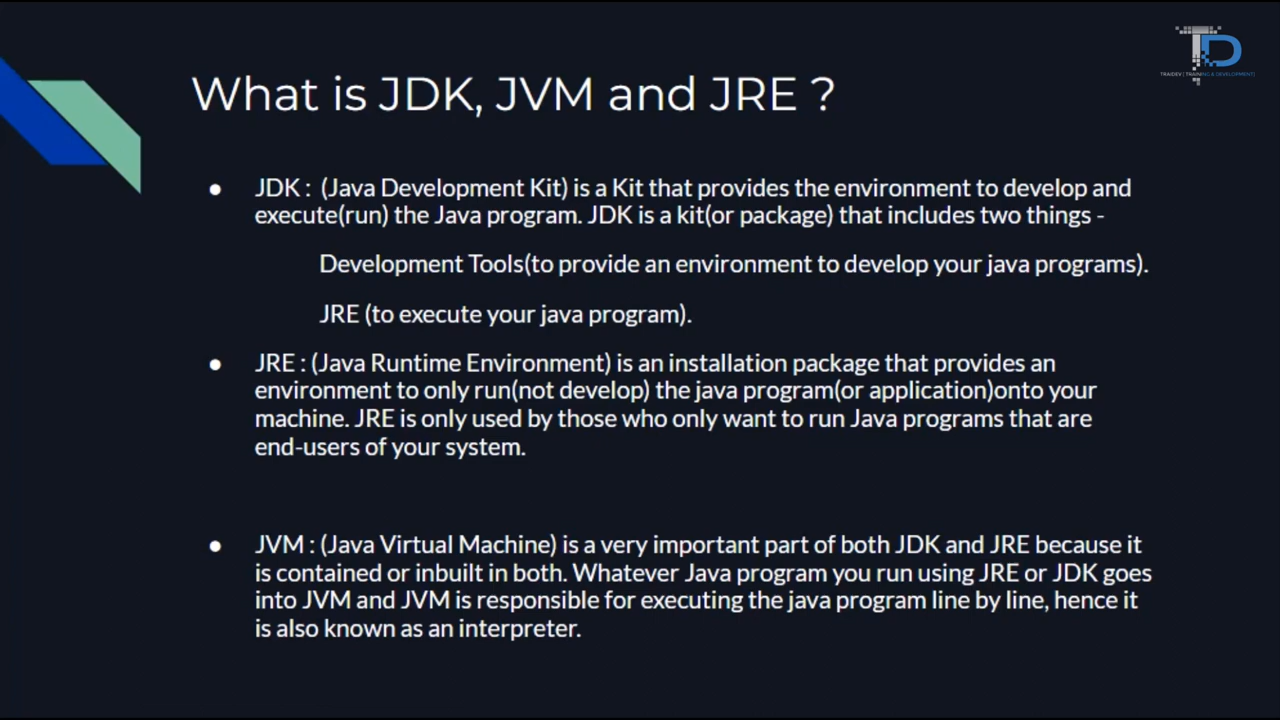 TRAIDEV | TRAINING & DEVELOPMENT)
What is JDK, JVM and JRE ?
● JDK : (Java Development Kit) is a Kit that provides the environment to develop and
execute(run) the Java program. JDK is a kit(or package) that includes two things -
Development Tools(to provide an environment to develop your java programs).
JRE (to execute your java program).
● JRE : (Java Runtime Environment) is an installation package that provides an
environment to only run(not develop) the java program(or application)onto your
machine. JRE is only used by those who only want to run Java programs that are
end-users of your system.
● JVM : (Java Virtual Machine) is a very important part of both JDK and JRE because it
is contained or inbuilt in both. Whatever Java program you run using JRE or JDK goes
into JVM and JVM is responsible for executing the java program line by line, hence it
is also known as an interpreter.